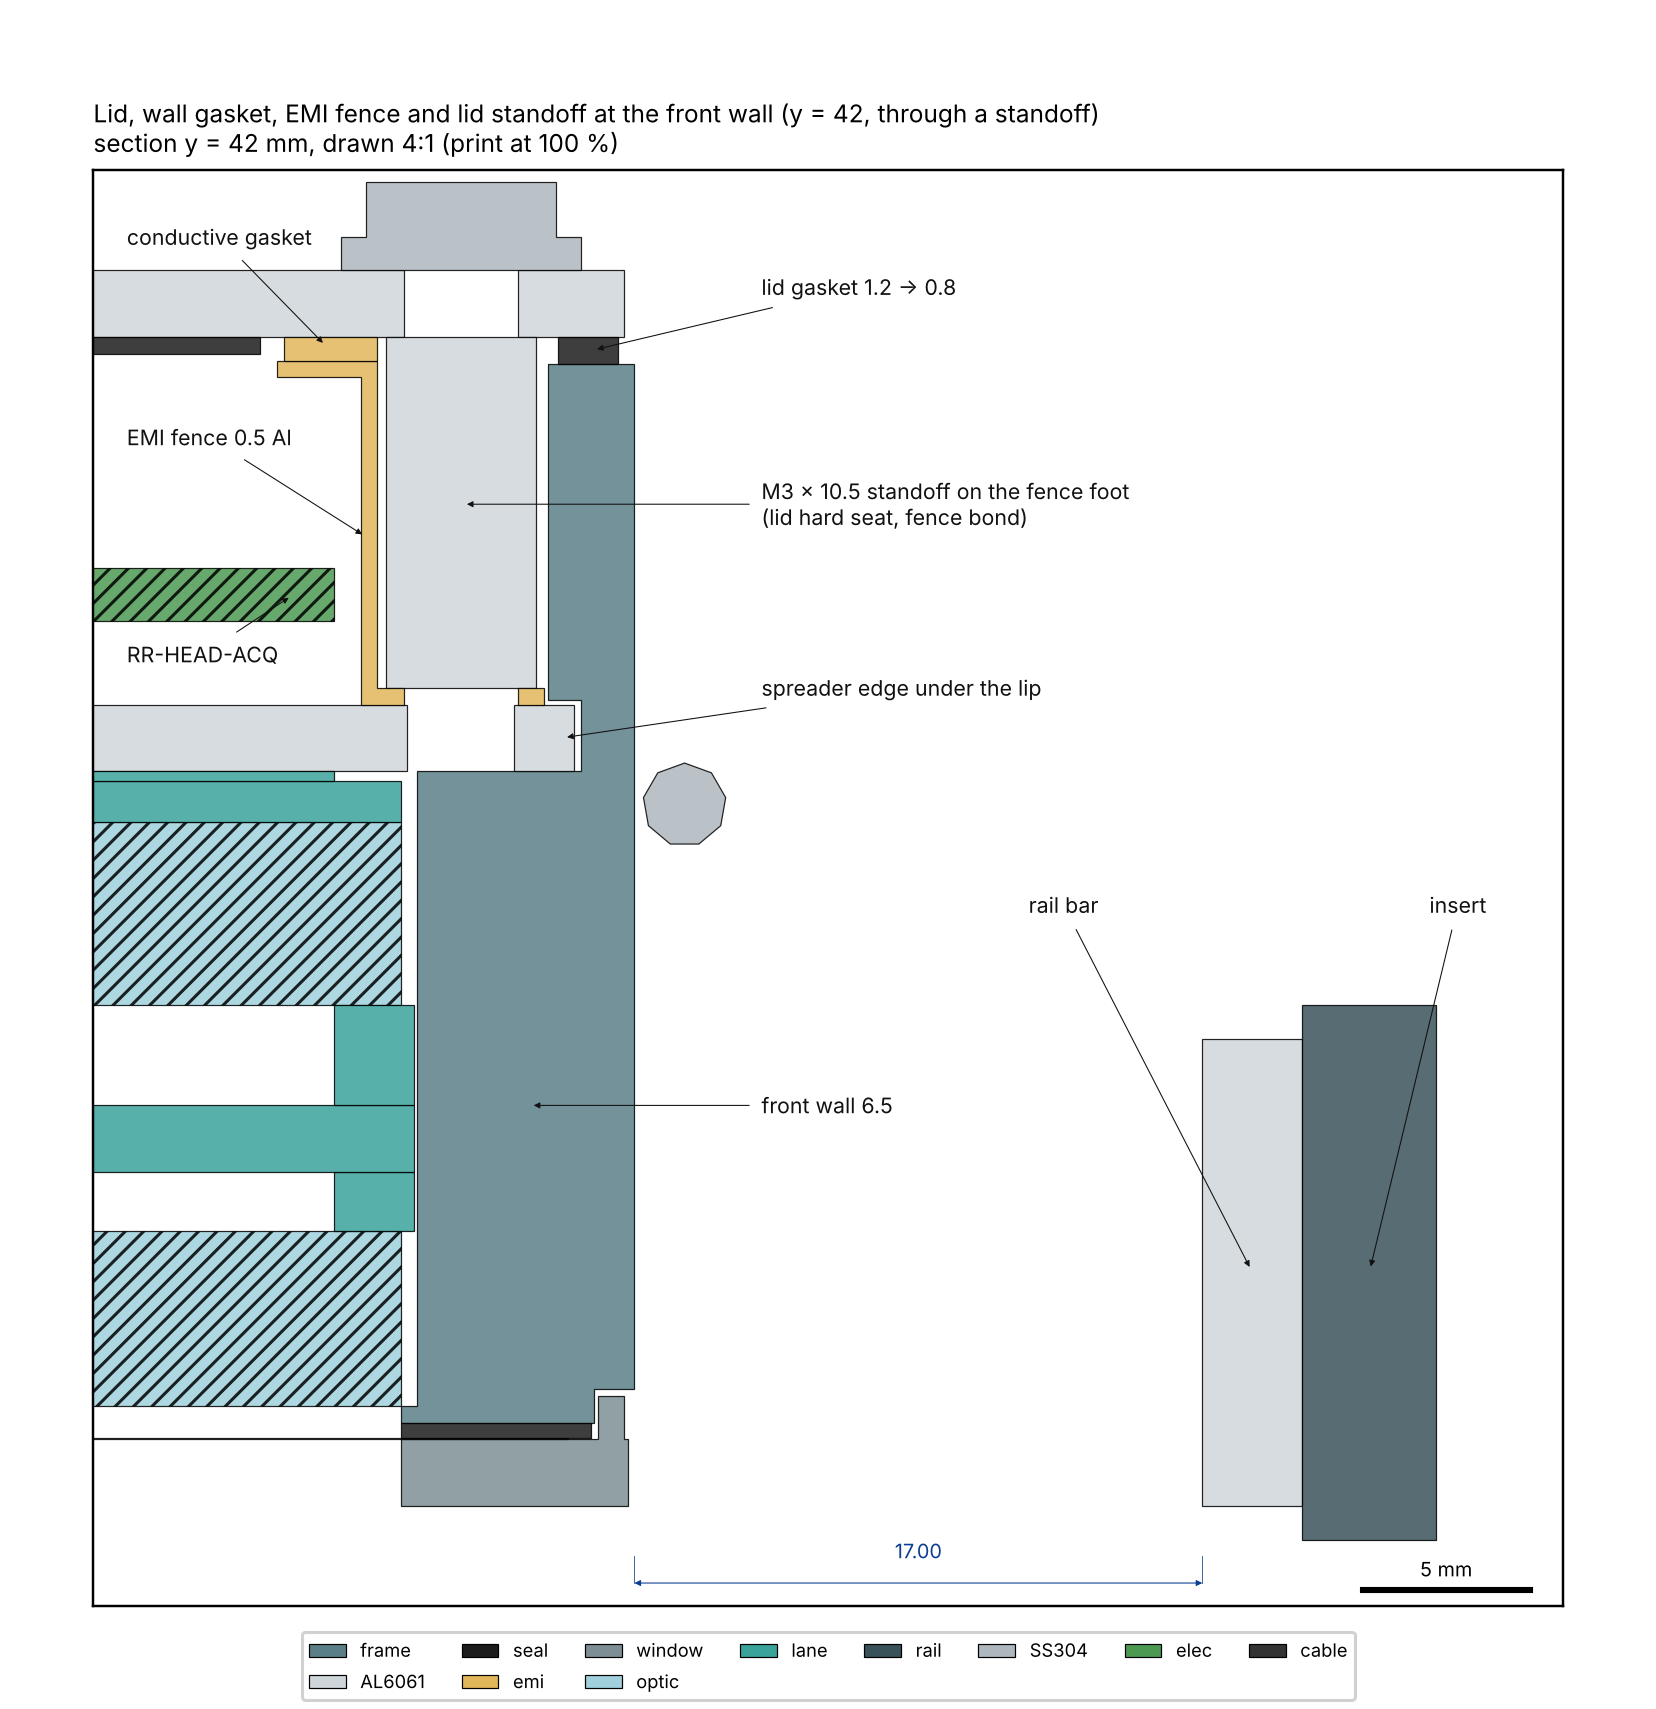 Lid, wall gasket, EMI fence and lid standoff at the front wall (y = 42, through a standoff)
section y = 42 mm, drawn 4:1 (print at 100 %)
conductive gasket
lid gasket 1.2 → 0.8
EMI fence 0.5 Al
M3 × 10.5 standoff on the fence foot
(lid hard seat, fence bond)
RR-HEAD-ACQ
spreader edge under the lip
rail bar
insert
front wall 6.5
17.00
5 mm
frame seal window lane rail SS304 elec cable
AL6061 emi optic